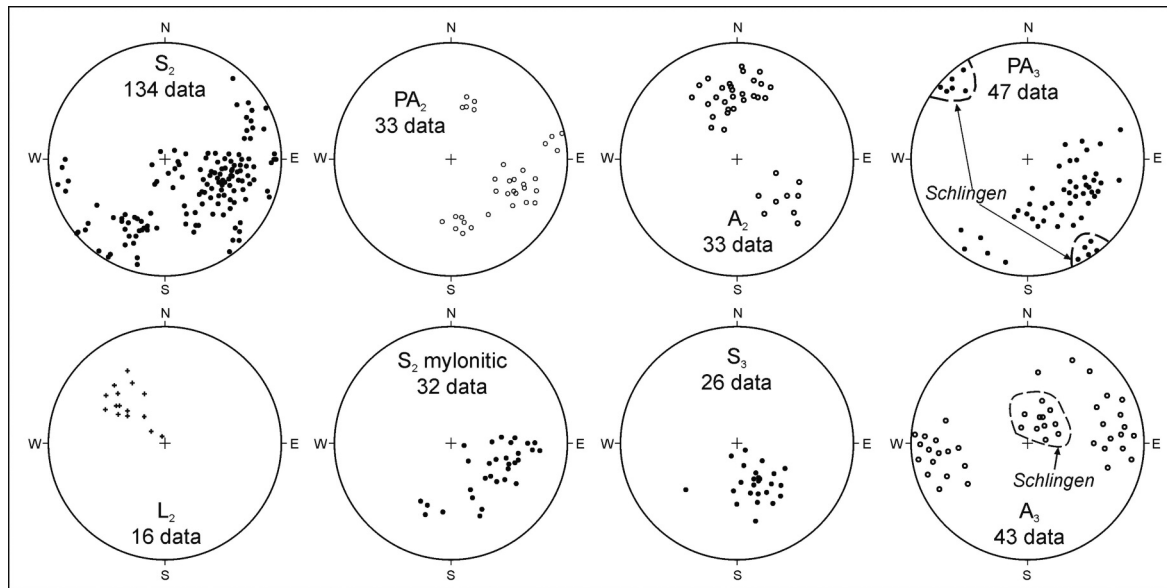 N
S₂
134 data
W
E
S
N
PA₂
33 data
W
E
S
N
W
E
A₂
33 data
S
N
PA₃
47 data
W
E
Schlingen
S
N
W
E
L₂
16 data
S
N
S₂ mylonitic
32 data
W
E
S
N
S₃
26 data
W
E
S
N
W
E
Schlingen
A₃
43 data
S